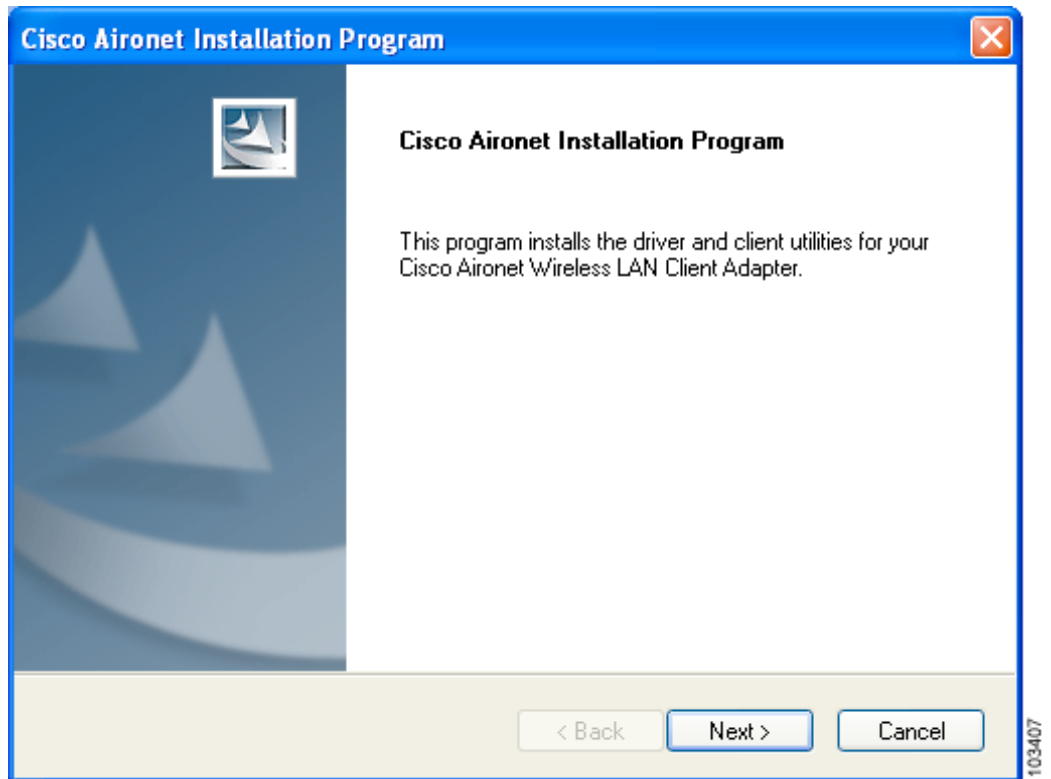 Cisco Aironet Installation Program
Cisco Aironet Installation Program
This program installs the driver and client utilities for your
Cisco Aironet Wireless LAN Client Adapter.
< Back
Next >
Cancel
103407